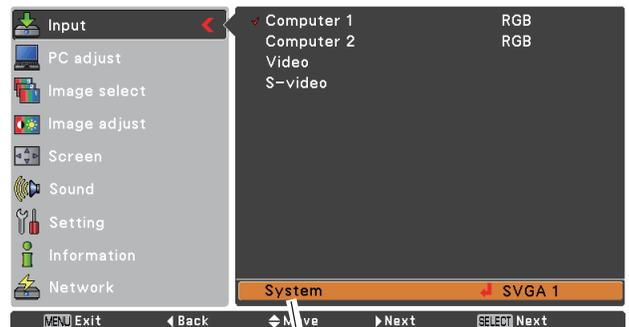 Input
PC adjust
Image select
Image adjust
Screen
Sound
Setting
Information
Network
Computer 1 RGB
Computer 2 RGB
Video
S-video
System SVGA 1
MENU Exit Back Move Next SELECT Next